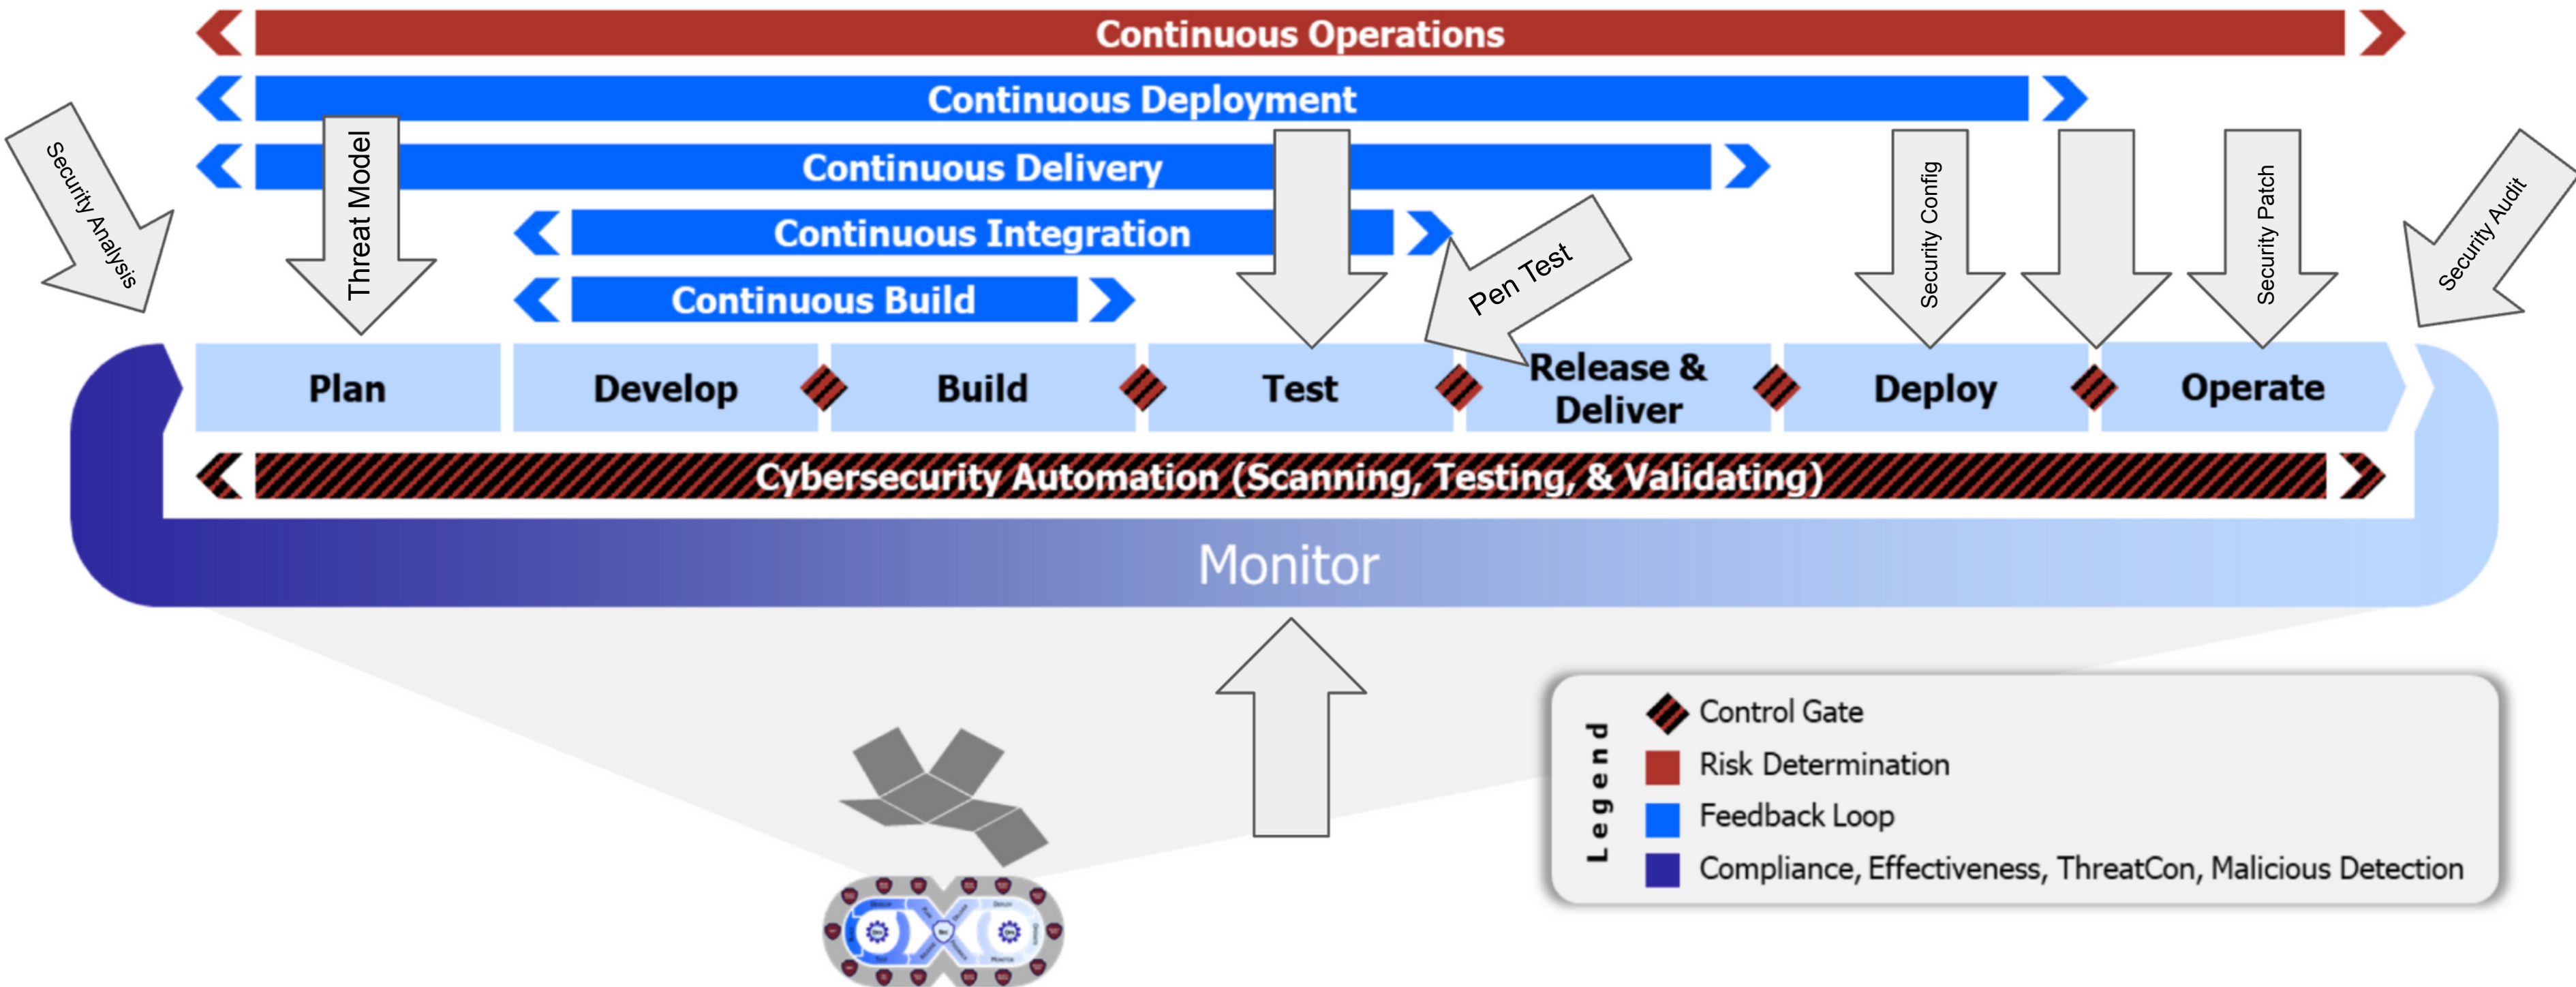 Continuous Operations
Continuous Deployment
Continuous Delivery
Continuous Integration
Continuous Build
Security Analysis
Threat Model
Pen Test
Security Config
Security Patch
Security Audit
Plan
Develop
Build
Test
Release &
Deliver
Deploy
Operate
Cybersecurity Automation (Scanning, Testing, & Validating)
Monitor
Legend
Control Gate
Risk Determination
Feedback Loop
Compliance, Effectiveness, ThreatCon, Malicious Detection